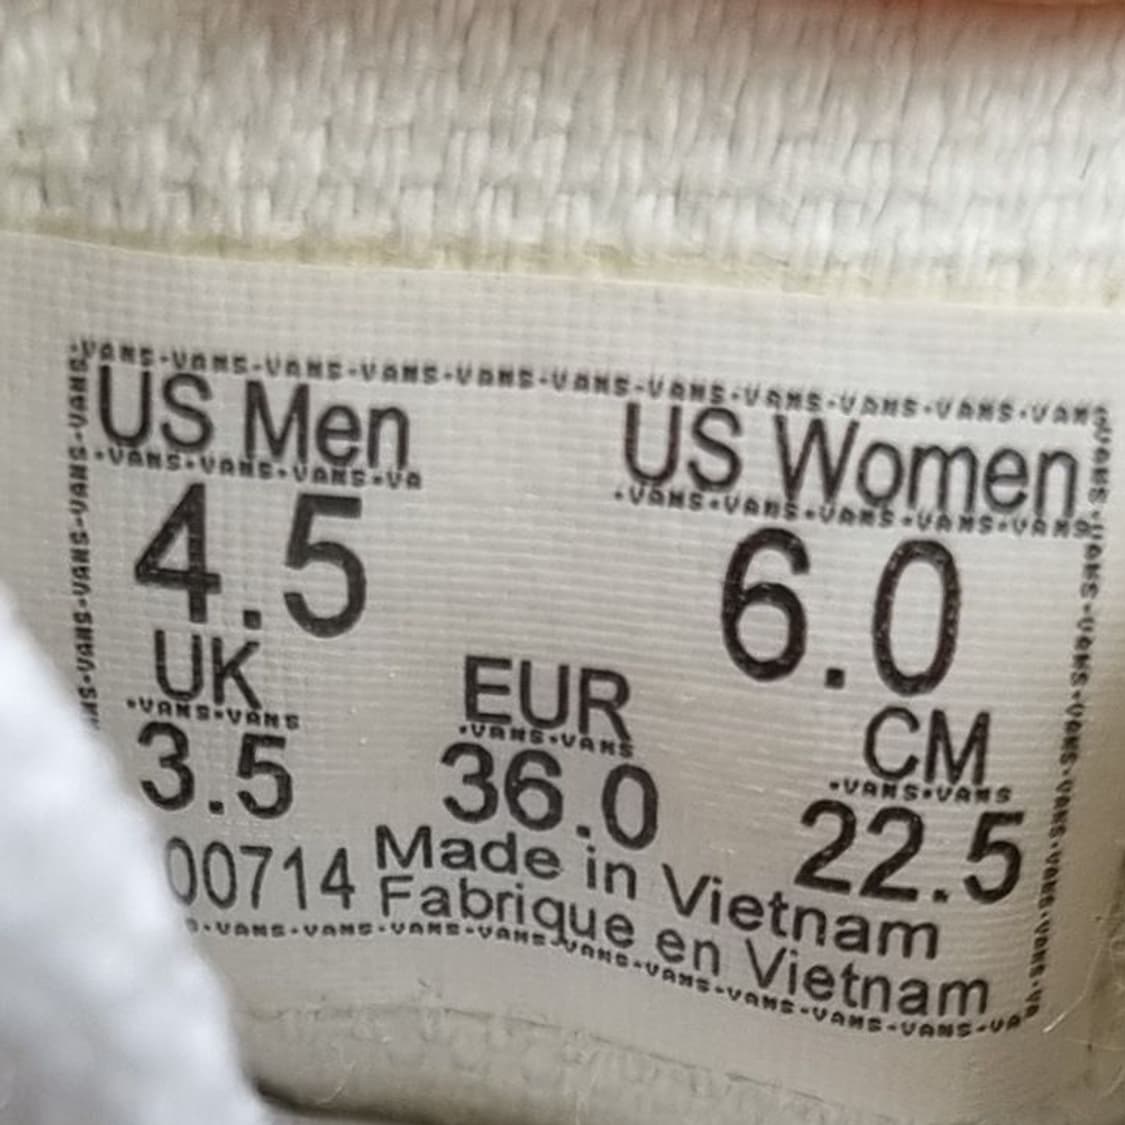 ·VANS-VANS-VANS-VANS-VANS-VANS-VANS-VANS-VANS-VANS-VANS
US Men US Women
·VANS·VANS·VANS·VA ·VANS·VANS·VANS·VANS·VANS
4.5 6.0
UK EUR CM
·VANS·VANS ·VANS·VANS ·VANS·VANS
3.5 36.0 22.5
00714 Made in Vietnam
Fabrique en Vietnam
·VANS·VANS·VANS·VANS·VANS·VANS·VANS·VANS·VANS·VA